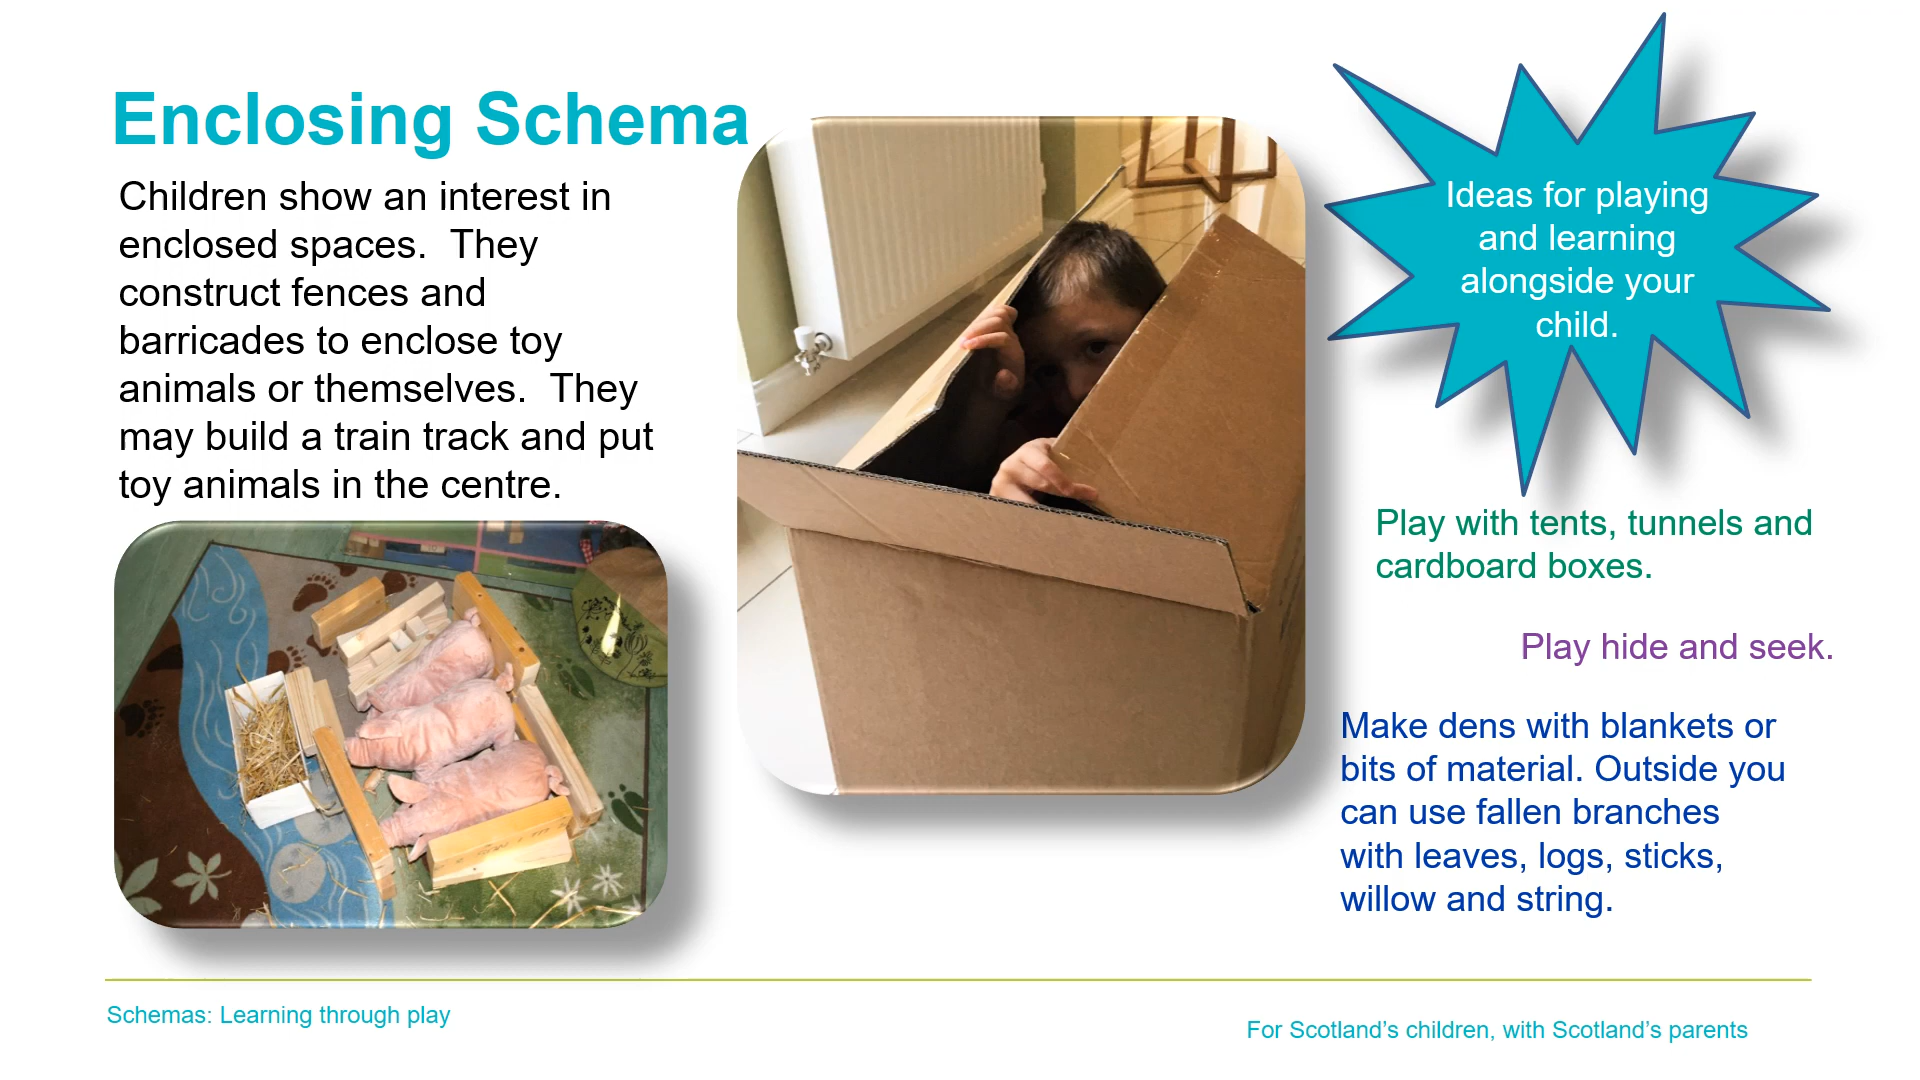 Enclosing Schema
Children show an interest in
enclosed spaces.  They
construct fences and
barricades to enclose toy
animals or themselves.  They
may build a train track and put
toy animals in the centre.
Ideas for playing
and learning
alongside your
child.
Play with tents, tunnels and
cardboard boxes.
Play hide and seek.
Make dens with blankets or
bits of material. Outside you
can use fallen branches
with leaves, logs, sticks,
willow and string.
Schemas: Learning through play
For Scotland’s children, with Scotland’s parents